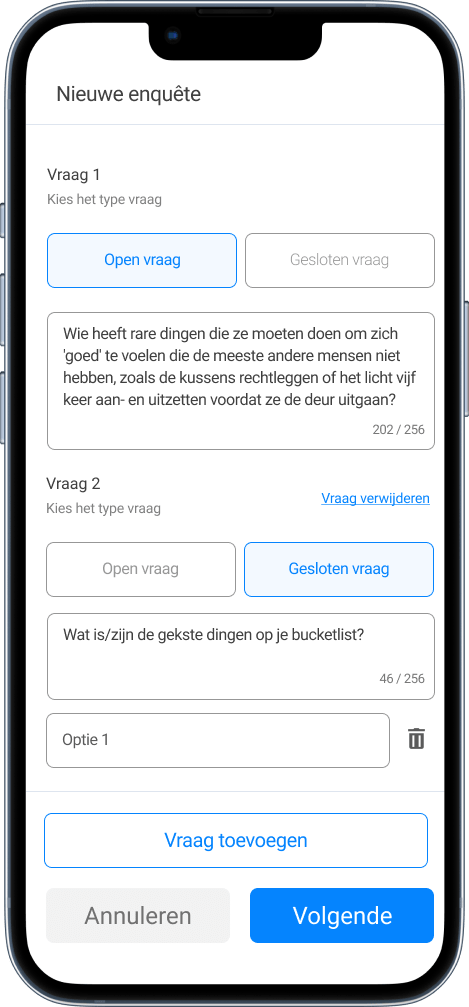 Nieuwe enquête
Vraag 1
Kies het type vraag
Open vraag
Gesloten vraag
Wie heeft rare dingen die ze moeten doen om zich
'goed' te voelen die de meeste andere mensen niet
hebben, zoals de kussens rechtleggen of het licht vijf
keer aan- en uitzetten voordat ze de deur uitgaan?
202 / 256
Vraag 2
Kies het type vraag
Vraag verwijderen
Open vraag
Gesloten vraag
Wat is/zijn de gekste dingen op je bucketlist?
46 / 256
Optie 1
Vraag toevoegen
Annuleren
Volgende